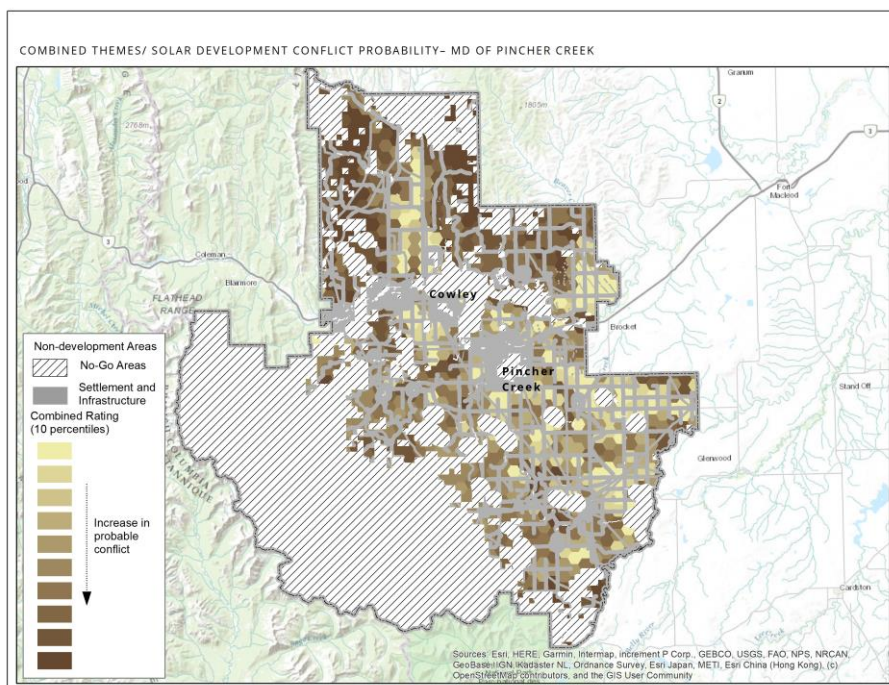 COMBINED THEMES/ SOLAR DEVELOPMENT CONFLICT PROBABILITY– MD OF PINCHER CREEK
Granum
1805m
2
2768m
3
Fort
Macleod
3
Coleman
Blairmore
Cowley
FLATHEAD
RANGE
Brocket
Pincher
Creek
Stand Off
Glenwood
Cardston
Non-development Areas
No-Go Areas
Settlement and
Infrastructure
Combined Rating
(10 percentiles)
Increase in
probable
conflict
Sources: Esri, HERE, Garmin, Intermap, increment P Corp., GEBCO, USGS, FAO, NPS, NRCAN,
GeoBase, IGN, Kadaster NL, Ordnance Survey, Esri Japan, METI, Esri China (Hong Kong), (c)
OpenStreetMap contributors, and the GIS User Community